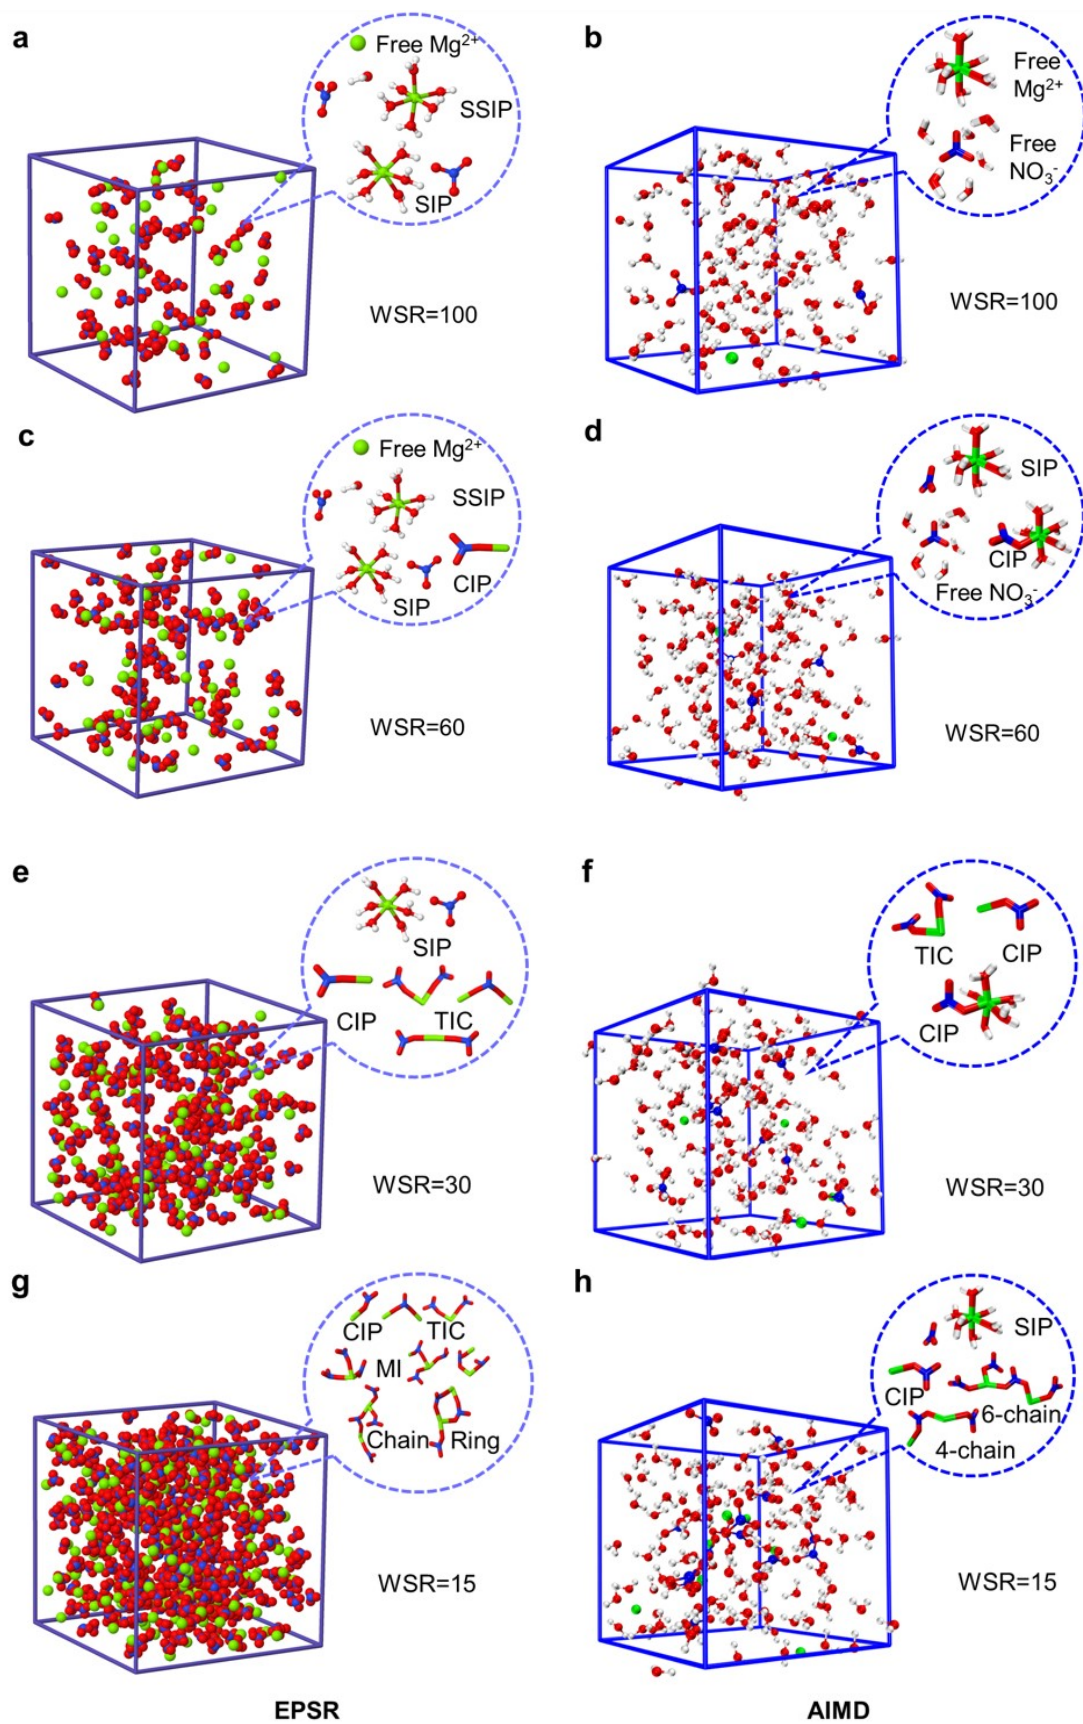 a
Free Mg²⁺
SSIP
SIP
WSR=100
b
Free
Mg²⁺
Free
NO₃⁻
WSR=100
c
Free Mg²⁺
SSIP
CIP
SIP
WSR=60
d
SIP
CIP
Free NO₃⁻
WSR=60
e
SIP
CIP
TIC
WSR=30
f
TIC
CIP
CIP
WSR=30
g
CIP
TIC
MI
Chain
Ring
WSR=15
h
SIP
CIP
6-chain
4-chain
WSR=15
EPSR
AIMD